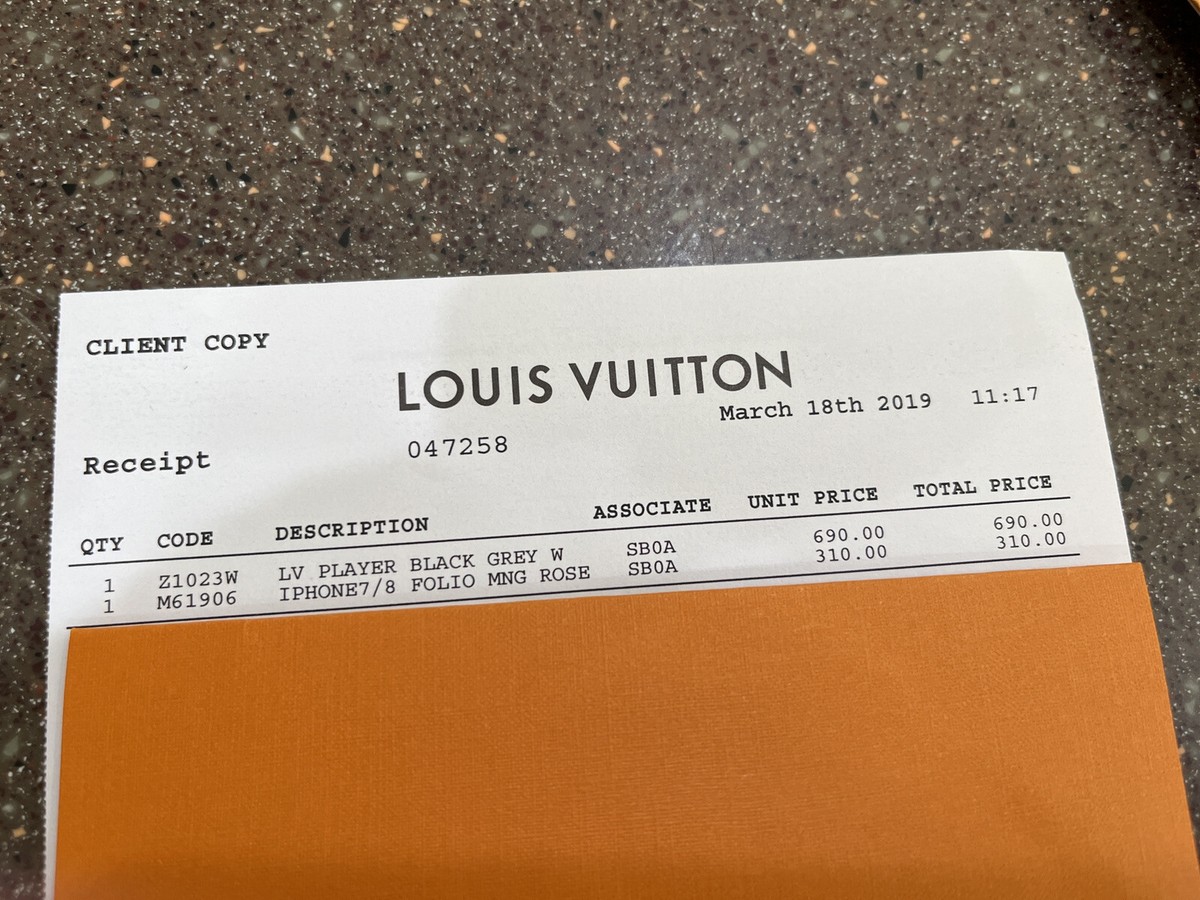 CLIENT COPY
LOUIS VUITTON
March 18th 2019 11:17
Receipt 047258
QTY CODE DESCRIPTION ASSOCIATE UNIT PRICE TOTAL PRICE
1 Z1023W LV PLAYER BLACK GREY W SB0A 690.00 690.00
1 M61906 IPHONE7/8 FOLIO MNG ROSE SB0A 310.00 310.00